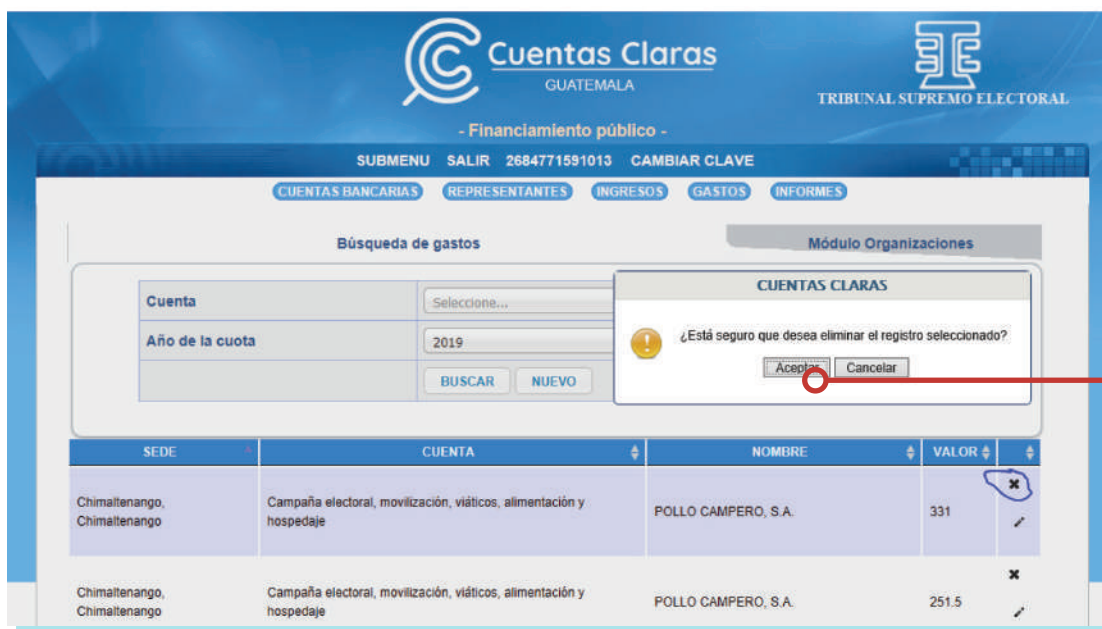 Cuentas Claras
GUATEMALA
TRIBUNAL SUPREMO ELECTORAL
- Financiamiento público -
SUBMENU SALIR 2684771591013 CAMBIAR CLAVE
CUENTAS BANCARIAS REPRESENTANTES INGRESOS GASTOS INFORMES
Búsqueda de gastos
Módulo Organizaciones
CUENTAS CLARAS
Cuenta
Seleccione...
¿Está seguro que desea eliminar el registro seleccionado?
Año de la cuota
2019
Aceptar Cancelar
BUSCAR NUEVO
SEDE CUENTA NOMBRE VALOR
Chimaltenango,
Chimaltenango
Campaña electoral, movilización, viáticos, alimentación y
hospedaje
POLLO CAMPERO, S.A.
331
Chimaltenango,
Chimaltenango
Campaña electoral, movilización, viáticos, alimentación y
hospedaje
POLLO CAMPERO, S.A.
251.5